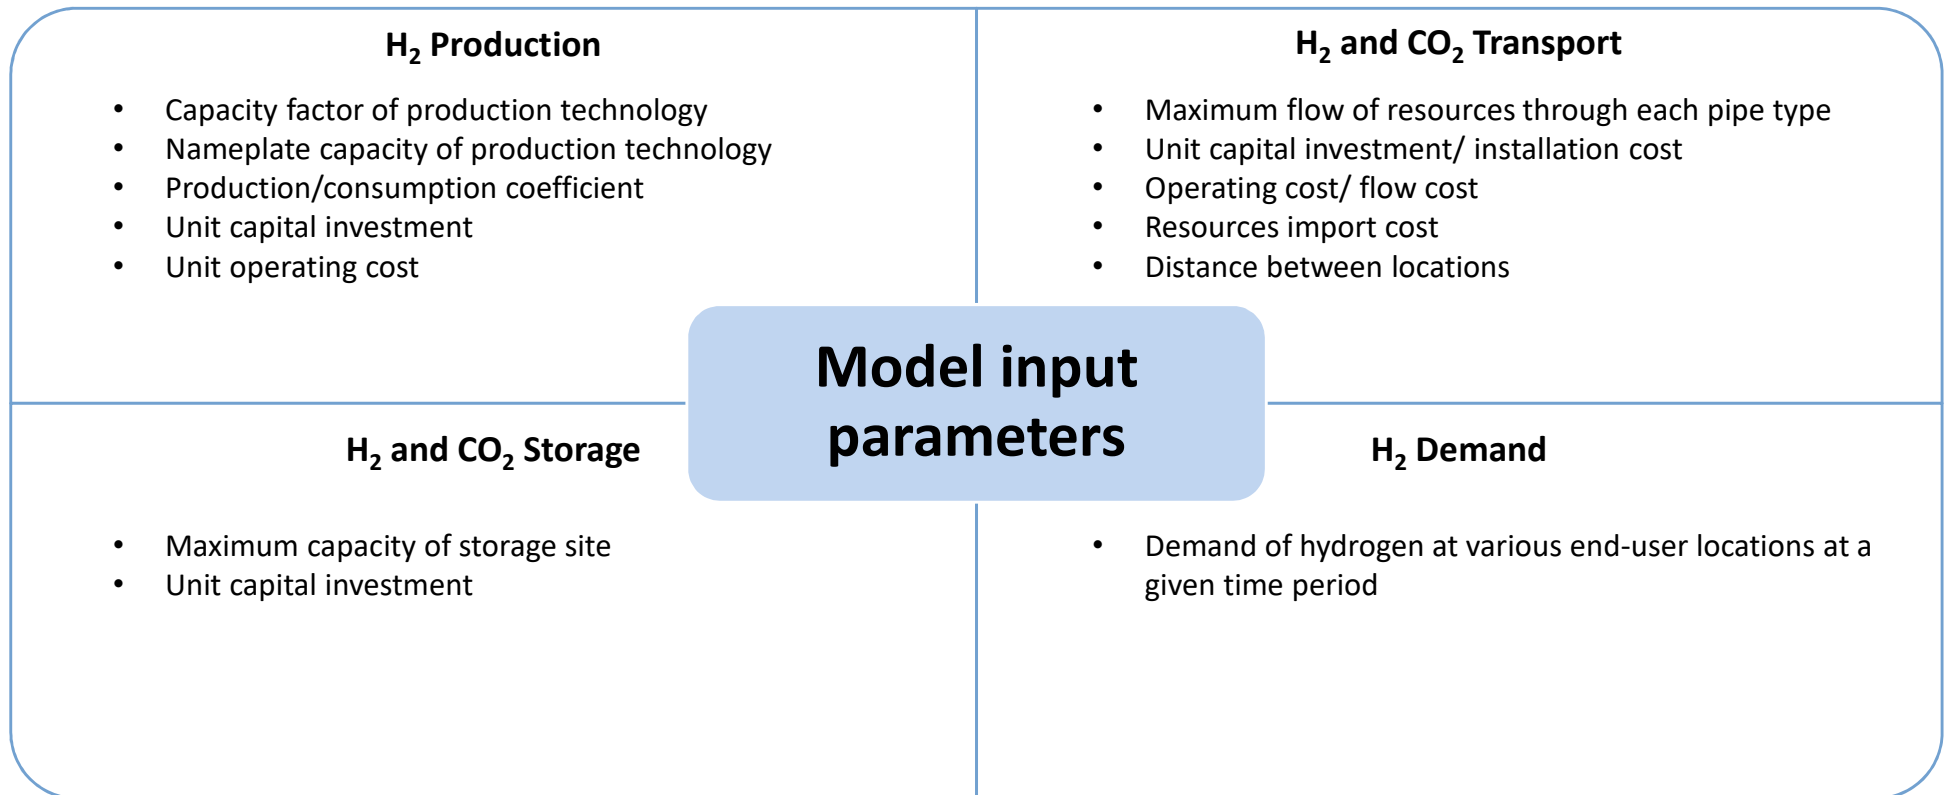 H₂ Production
• Capacity factor of production technology
• Nameplate capacity of production technology
• Production/consumption coefficient
• Unit capital investment
• Unit operating cost
H₂ and CO₂ Transport
• Maximum flow of resources through each pipe type
• Unit capital investment/ installation cost
• Operating cost/ flow cost
• Resources import cost
• Distance between locations
Model input
parameters
H₂ and CO₂ Storage
• Maximum capacity of storage site
• Unit capital investment
H₂ Demand
• Demand of hydrogen at various end-user locations at a
given time period